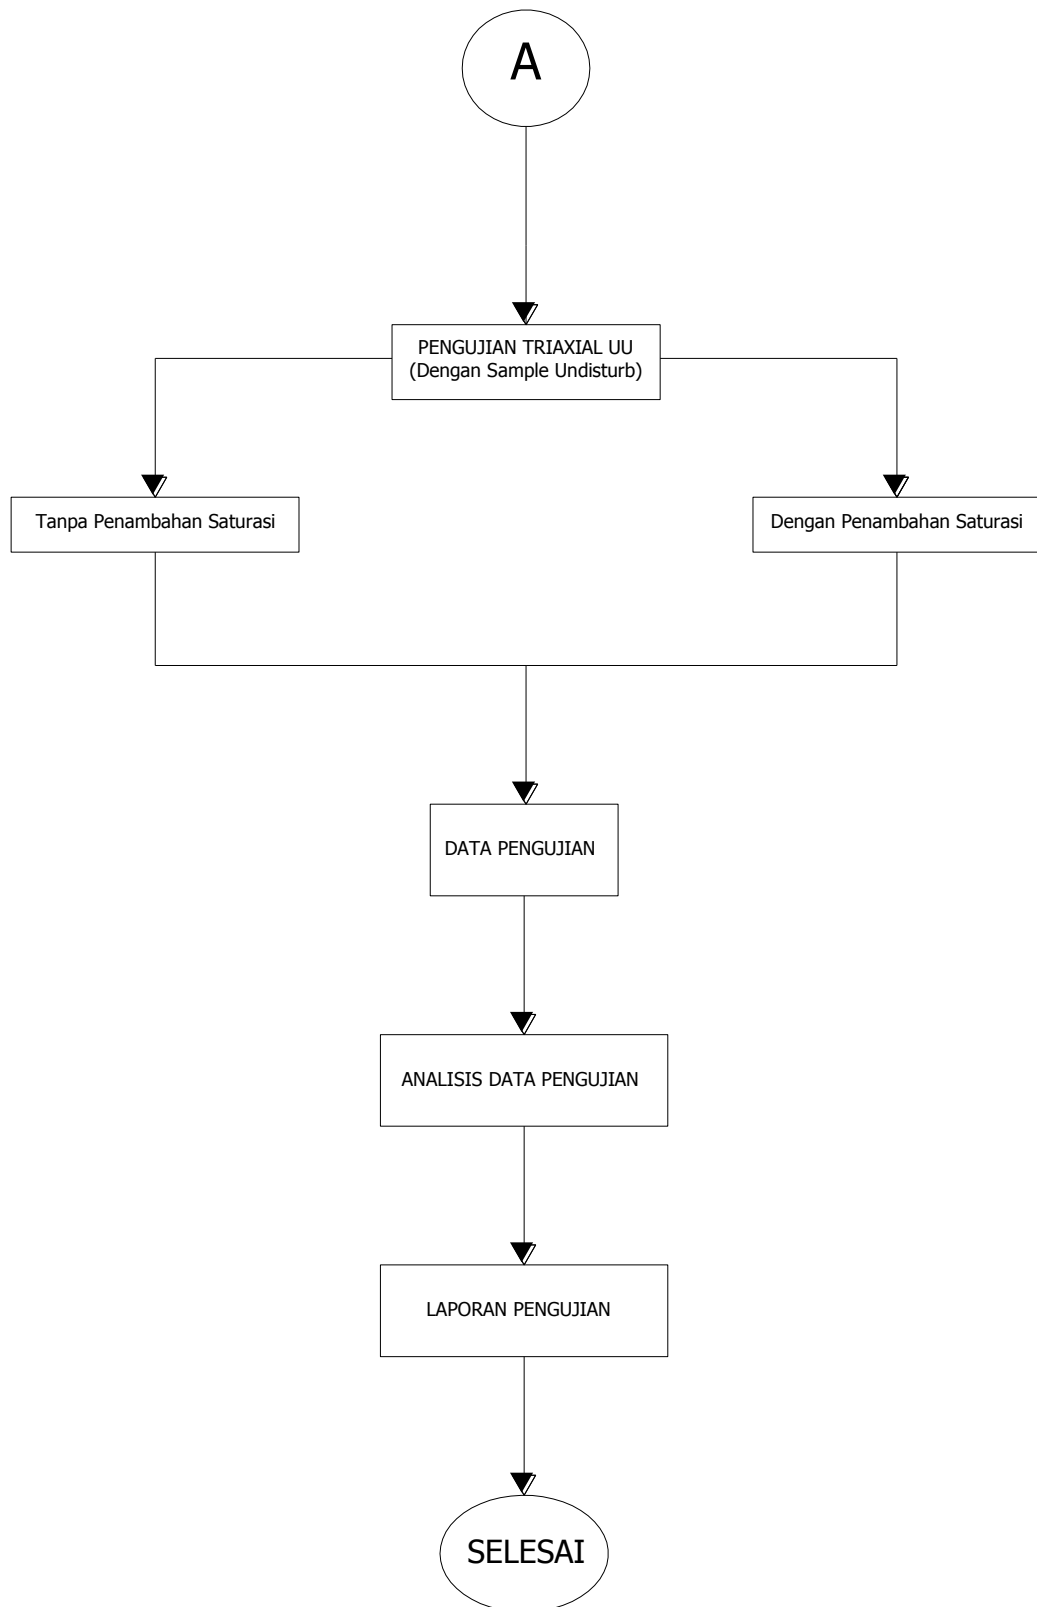 A
PENGUJIAN TRIAXIAL UU
(Dengan Sample Undisturb)
Tanpa Penambahan Saturasi
Dengan Penambahan Saturasi
DATA PENGUJIAN
ANALISIS DATA PENGUJIAN
LAPORAN PENGUJIAN
SELESAI